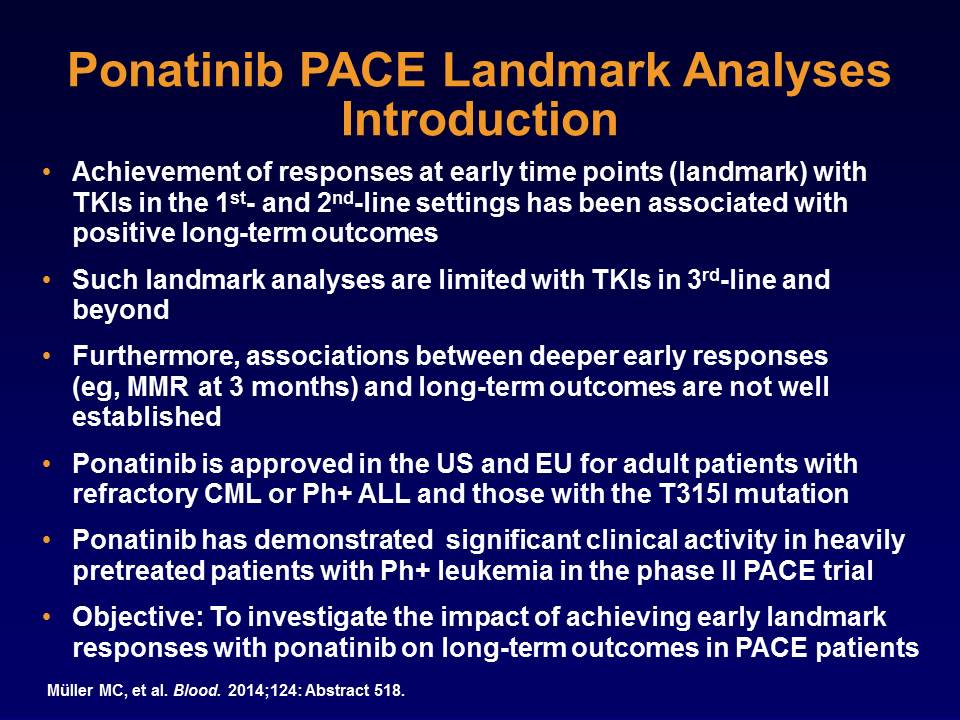 Ponatinib PACE Landmark Analyses
Introduction
• Achievement of responses at early time points (landmark) with
TKIs in the 1st- and 2nd-line settings has been associated with
positive long-term outcomes
• Such landmark analyses are limited with TKIs in 3rd-line and
beyond
• Furthermore, associations between deeper early responses
(eg, MMR at 3 months) and long-term outcomes are not well
established
• Ponatinib is approved in the US and EU for adult patients with
refractory CML or Ph+ ALL and those with the T315I mutation
• Ponatinib has demonstrated significant clinical activity in heavily
pretreated patients with Ph+ leukemia in the phase II PACE trial
• Objective: To investigate the impact of achieving early landmark
responses with ponatinib on long-term outcomes in PACE patients
Müller MC, et al. Blood. 2014;124: Abstract 518.